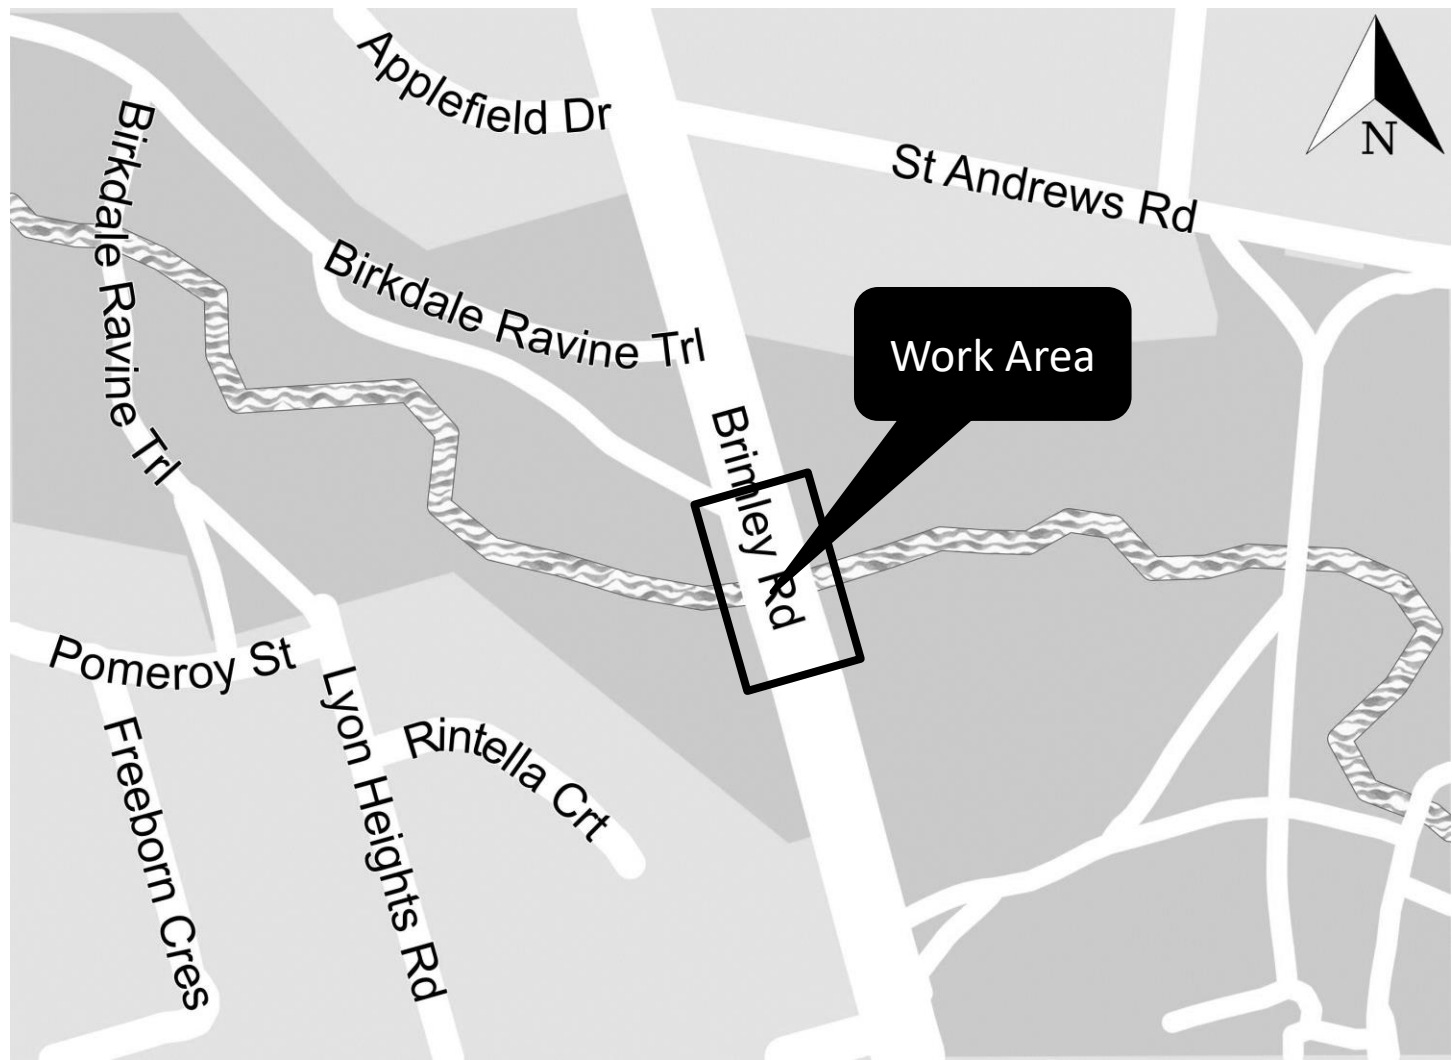 Applefield Dr
N
St Andrews Rd
Birkdale Ravine Trl
Birkdale Ravine Trl
Work Area
Brimley Rd
Pomeroy St
Lyon Heights Rd
Rintella Crt
Freeborn Cres